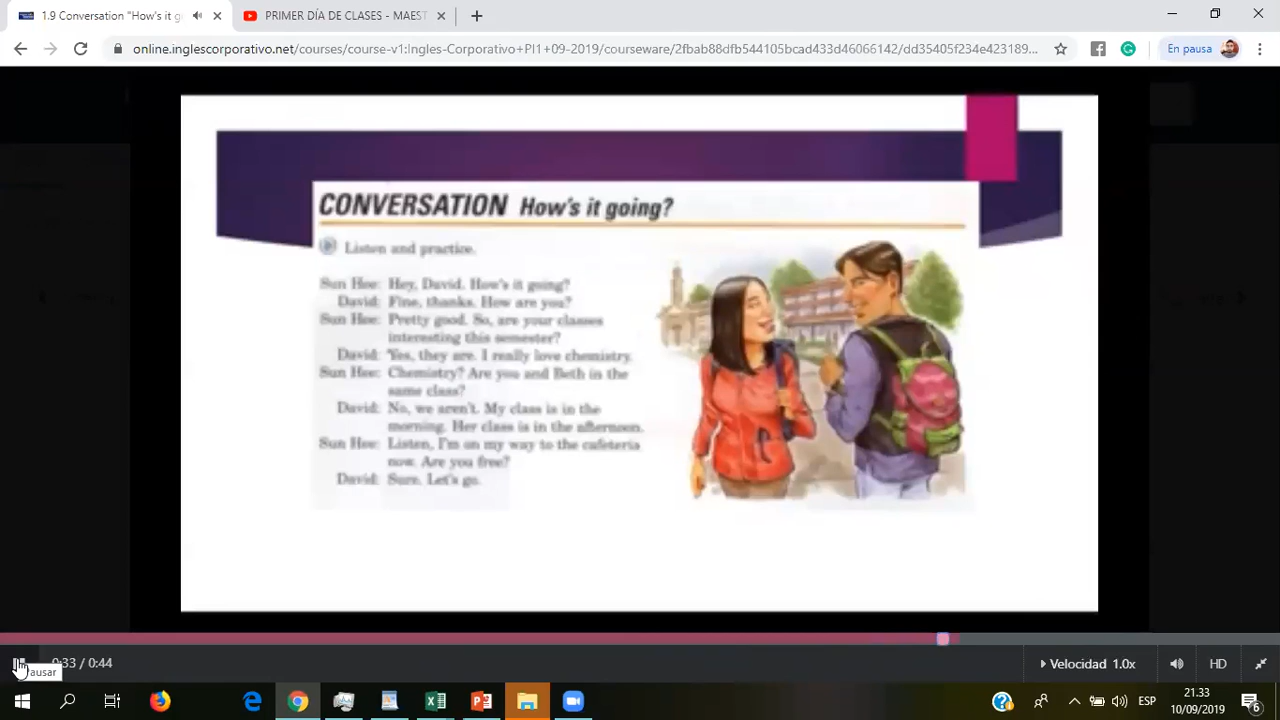 1.9 Conversation "How's it g
PRIMER DÍA DE CLASES - MAEST
online.inglescorporativo.net/courses/course-v1:Ingles-Corporativo+PI1+09-2019/courseware/2fbab88dfb544105bcad433d46066142/dd35405f234e423189...
En pausa
CONVERSATION How's it going?
Listen and practice.
Sun Hee: Hey, David. How's it going?
David: Fine, thanks. How are you?
Sun Hee: Pretty good. So, are your classes
interesting this semester?
David: Yes, they are. I really love chemistry.
Sun Hee: Chemistry? Are you and Beth in the
same class?
David: No, we aren't. My class is in the
morning. Her class is in the afternoon.
Sun Hee: Listen, I'm on my way to the cafeteria
now. Are you free?
David: Sure. Let's go.
0:33 / 0:44
Velocidad 1.0x
HD
ausar
ESP
21.33
10/09/2019
6